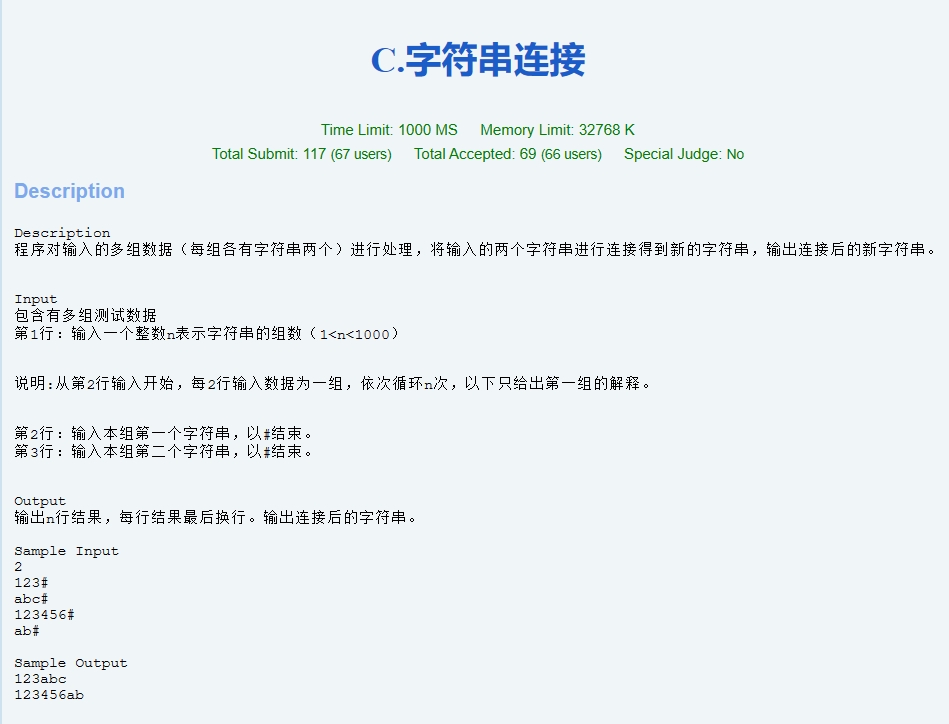 C.字符串连接
Time Limit: 1000 MS Memory Limit: 32768 K
Total Submit: 117 (67 users) Total Accepted: 69 (66 users) Special Judge: No
Description
Description
程序对输入的多组数据（每组各有字符串两个）进行处理，将输入的两个字符串进行连接得到新的字符串，输出连接后的新字符串。
Input
包含有多组测试数据
第1行：输入一个整数n表示字符串的组数（1<n<1000）
说明:从第2行输入开始，每2行输入数据为一组，依次循环n次，以下只给出第一组的解释。
第2行：输入本组第一个字符串，以#结束。
第3行：输入本组第二个字符串，以#结束。
Output
输出n行结果，每行结果最后换行。输出连接后的字符串。
Sample Input
2
123#
abc#
123456#
ab#
Sample Output
123abc
123456ab